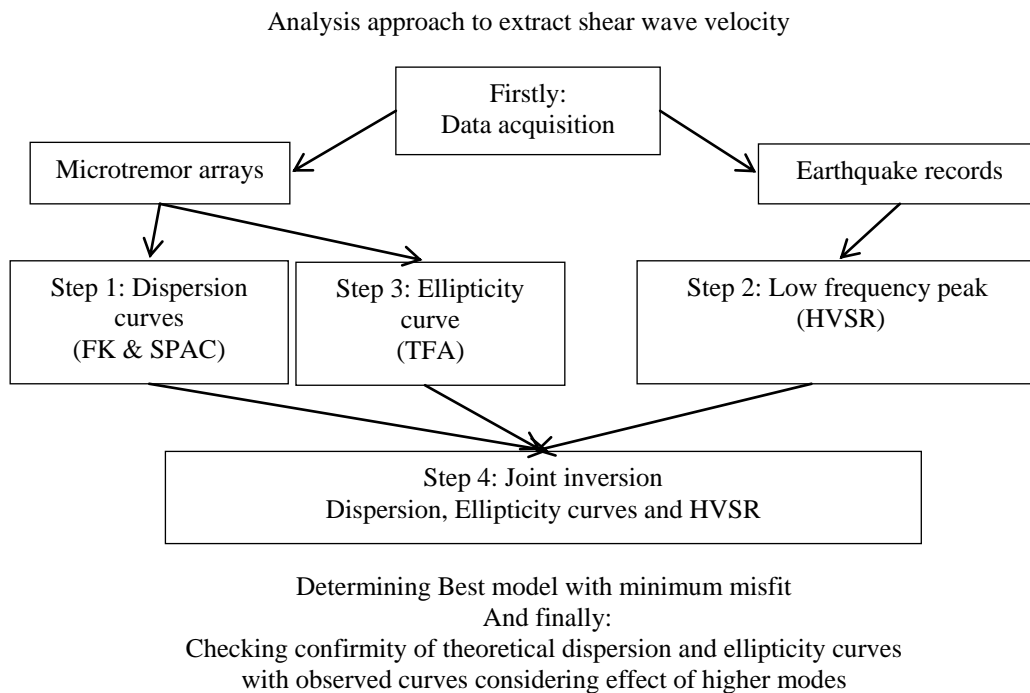 Analysis approach to extract shear wave velocity
Firstly:
Data acquisition
Microtremor arrays
Earthquake records
Step 1: Dispersion
curves
(FK & SPAC)
Step 3: Ellipticity
curve
(TFA)
Step 2: Low frequency peak
(HVSR)
Step 4: Joint inversion
Dispersion, Ellipticity curves and HVSR
Determining Best model with minimum misfit
And finally:
Checking confirmity of theoretical dispersion and ellipticity curves
with observed curves considering effect of higher modes